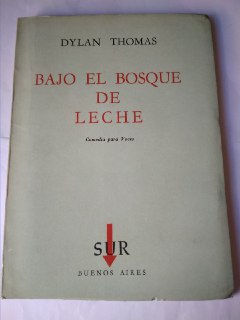 DYLAN THOMAS
BAJO EL BOSQUE
DE
LECHE
Comedia para Voces
SUR
BUENOS AIRES